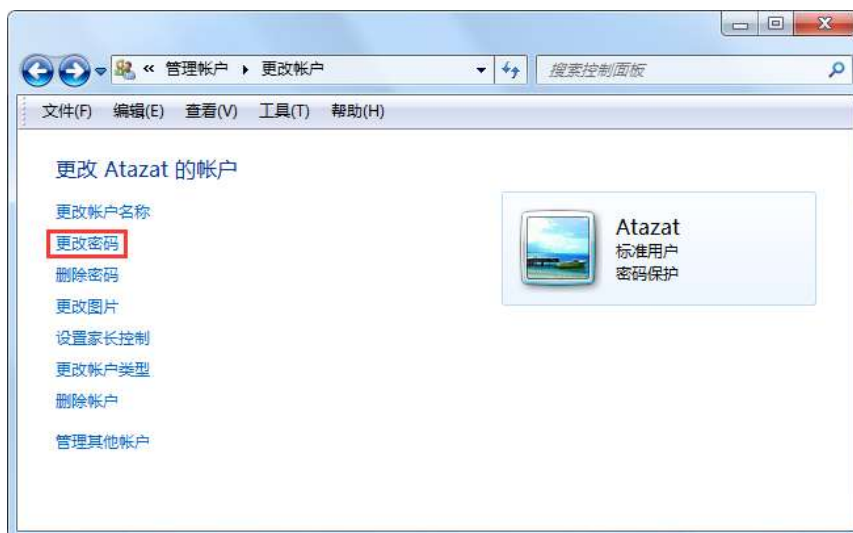 « 管理帐户 ▸ 更改帐户
搜索控制面板
文件(F) 编辑(E) 查看(V) 工具(T) 帮助(H)
更改 Atazat 的帐户
更改帐户名称
更改密码
删除密码
更改图片
设置家长控制
更改帐户类型
删除帐户
管理其他帐户
Atazat
标准用户
密码保护